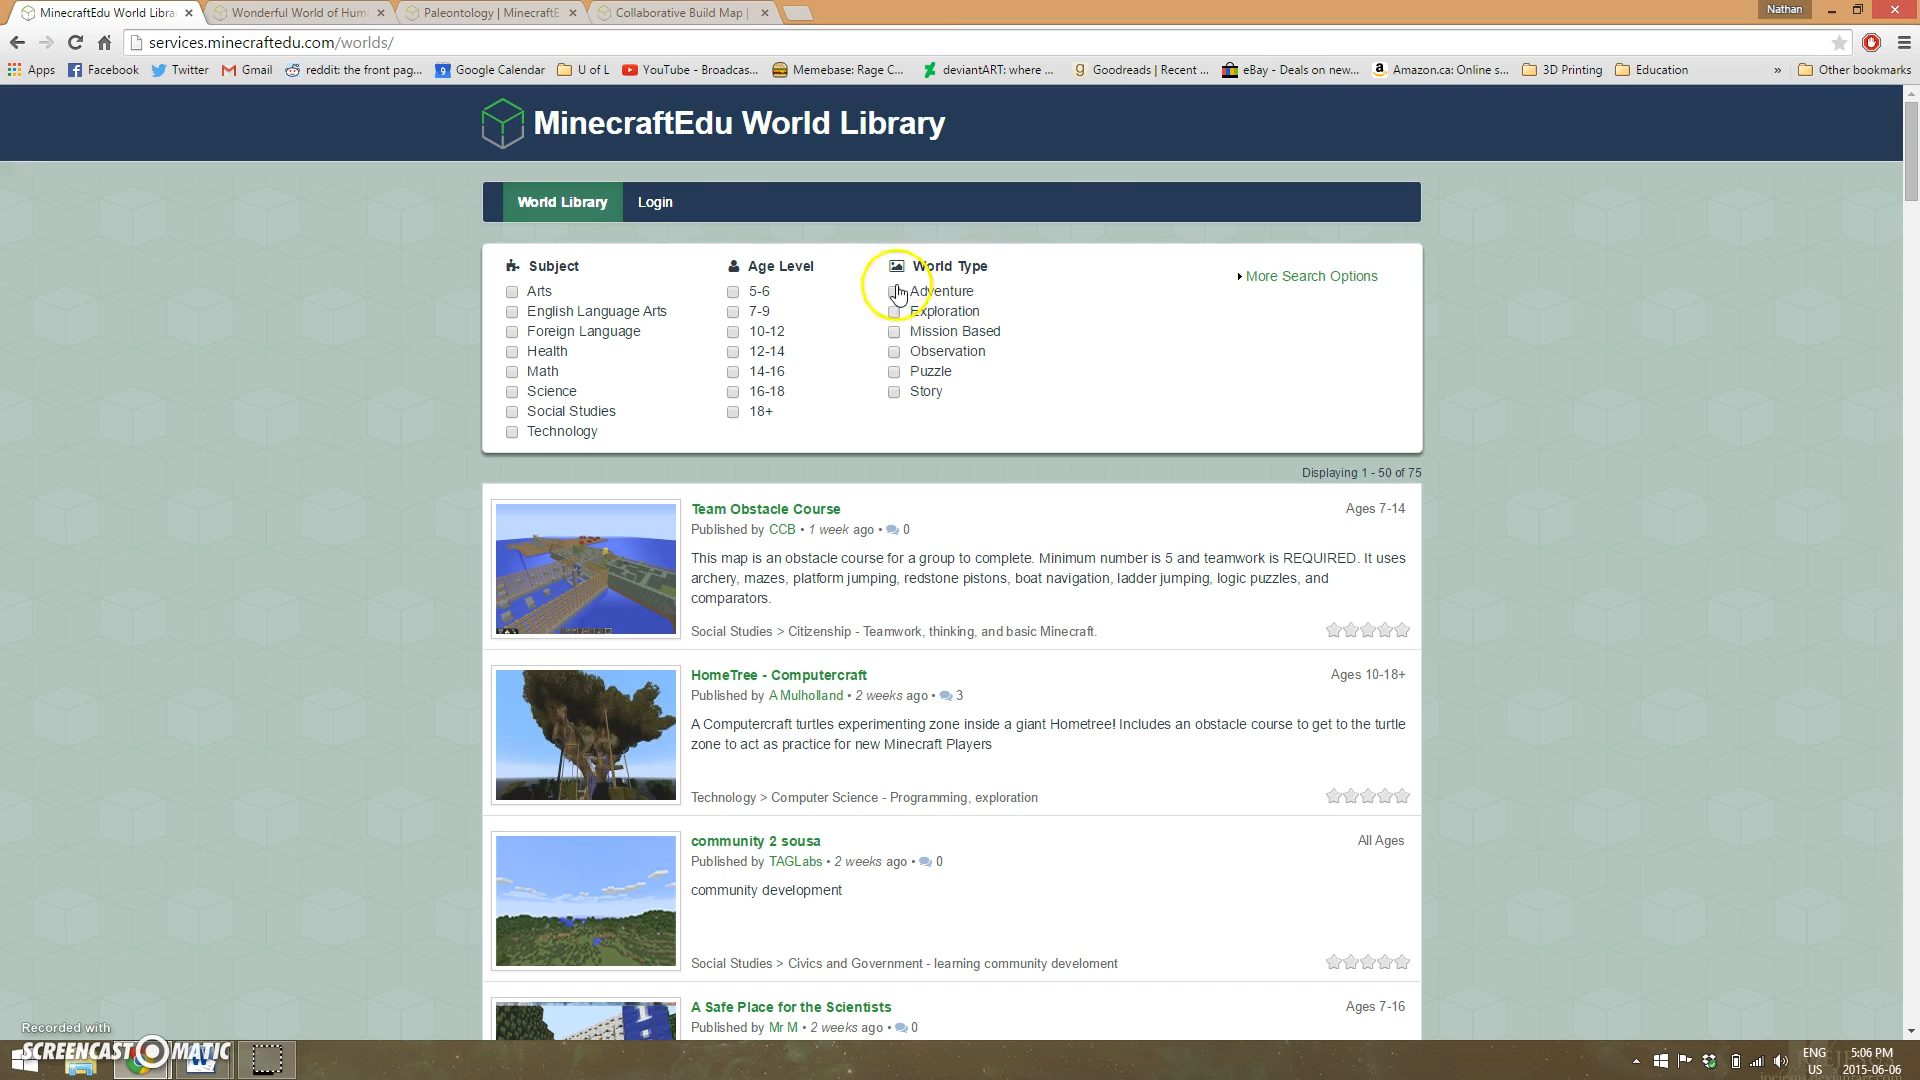 MinecraftEdu World Libra
Wonderful World of Hum
Paleontology | MinecraftE
Collaborative Build Map |
Nathan
services.minecraftedu.com/worlds/
Apps Facebook Twitter Gmail reddit: the front pag... Google Calendar U of L YouTube - Broadcas... Memebase: Rage C... deviantART: where ... Goodreads | Recent ... eBay - Deals on new... Amazon.ca: Online s... 3D Printing Education » Other bookmarks
MinecraftEdu World Library
World Library Login
Subject
Arts
English Language Arts
Foreign Language
Health
Math
Science
Social Studies
Technology
Age Level
5-6
7-9
10-12
12-14
14-16
16-18
18+
World Type
Adventure
Exploration
Mission Based
Observation
Puzzle
Story
More Search Options
Displaying 1 - 50 of 75
Team Obstacle Course
Ages 7-14
Published by CCB • 1 week ago • 0
This map is an obstacle course for a group to complete. Minimum number is 5 and teamwork is REQUIRED. It uses
archery, mazes, platform jumping, redstone pistons, boat navigation, ladder jumping, logic puzzles, and
comparators.
Social Studies > Citizenship - Teamwork, thinking, and basic Minecraft.
HomeTree - Computercraft
Ages 10-18+
Published by A Mulholland • 2 weeks ago • 3
A Computercraft turtles experimenting zone inside a giant Hometree! Includes an obstacle course to get to the turtle
zone to act as practice for new Minecraft Players
Technology > Computer Science - Programming, exploration
community 2 sousa
All Ages
Published by TAGLabs • 2 weeks ago • 0
community development
Social Studies > Civics and Government - learning community develoment
A Safe Place for the Scientists
Ages 7-16
Published by Mr M • 2 weeks ago • 0
Recorded with
SCREENCAST MATIC
ENG
US
5:06 PM
2015-06-06